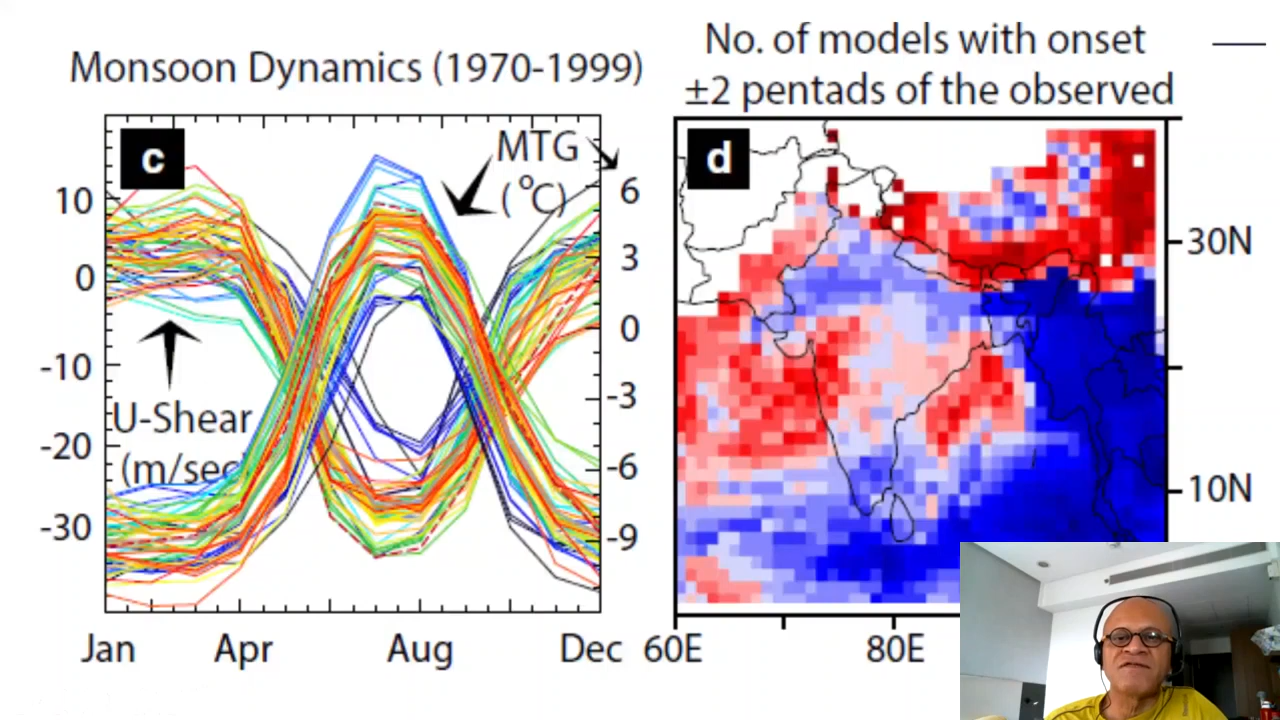 Monsoon Dynamics (1970-1999)
c
MTG
(°C)
10
0
-10
-20
-30
6
3
0
-3
-6
-9
U-Shear
(m/sec
Jan
Apr
Aug
Dec
No. of models with onset
±2 pentads of the observed
d
30N
10N
60E
80E